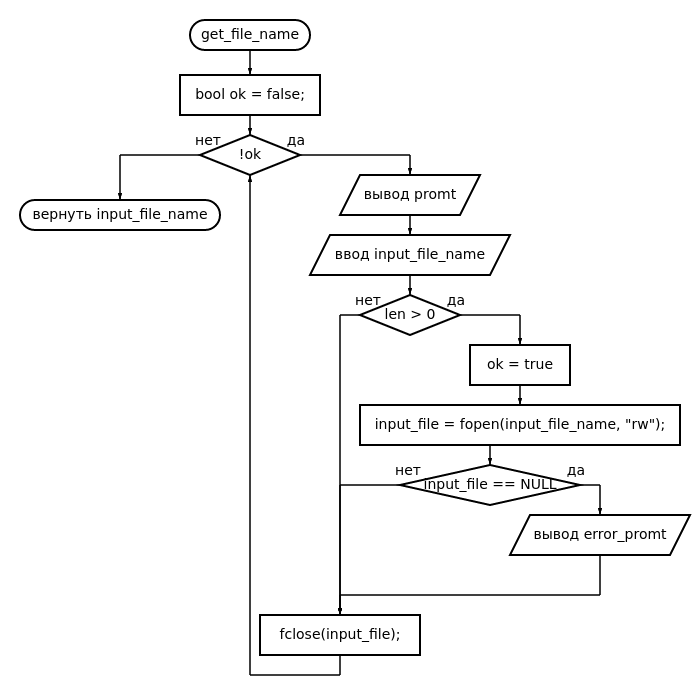 get_file_name
bool ok = false;
нет
да
!ok
вывод promt
вернуть input_file_name
ввод input_file_name
нет
да
len > 0
ok = true
input_file = fopen(input_file_name, "rw");
нет
да
input_file == NULL
вывод error_promt
fclose(input_file);